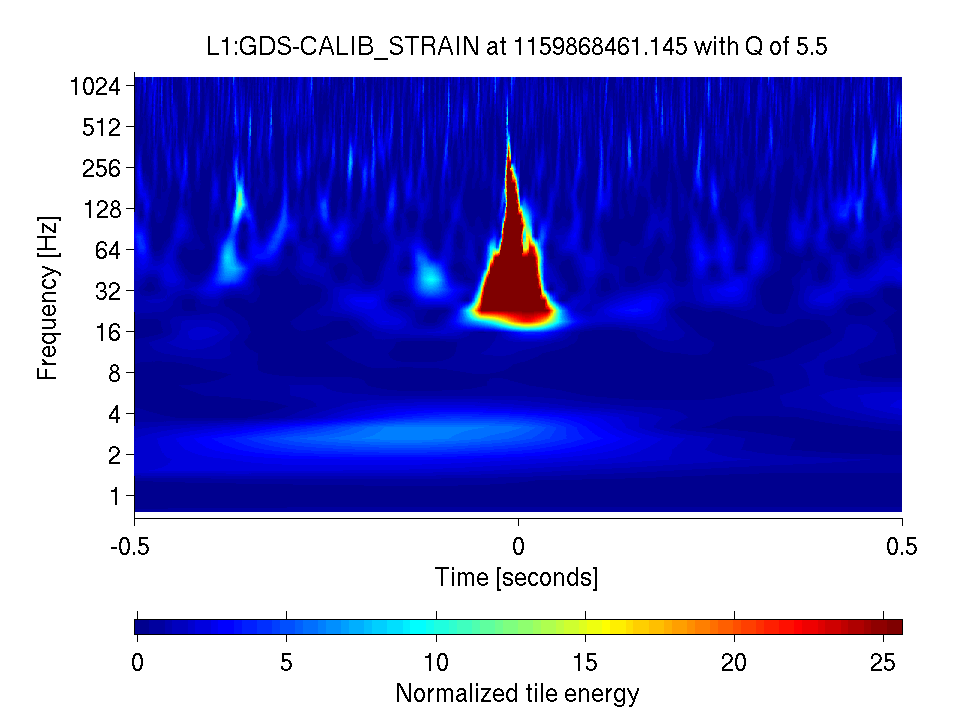 L1:GDS-CALIB_STRAIN at 1159868461.145 with Q of 5.5
Frequency [Hz]
1024
512
256
128
64
32
16
8
4
2
1
-0.5 0 0.5
Time [seconds]
0 5 10 15 20 25
Normalized tile energy